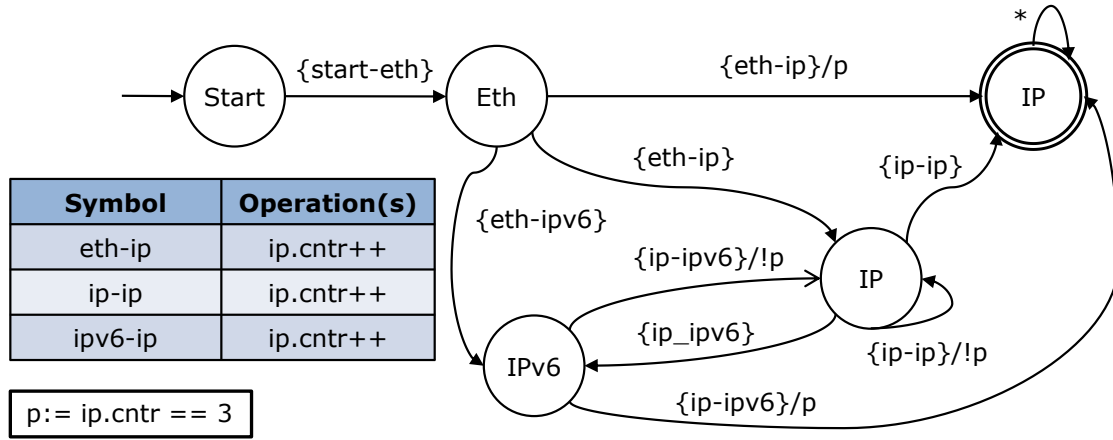 *
{start-eth}
{eth-ip}/p
Start
Eth
IP
{eth-ip}
{ip-ip}
Symbol Operation(s)
{eth-ipv6}
eth-ip ip.cntr++
{ip-ipv6}/!p
IP
ip-ip ip.cntr++
{ip_ipv6}
ipv6-ip ip.cntr++
{ip-ip}/!p
IPv6
p:= ip.cntr == 3
{ip-ipv6}/p